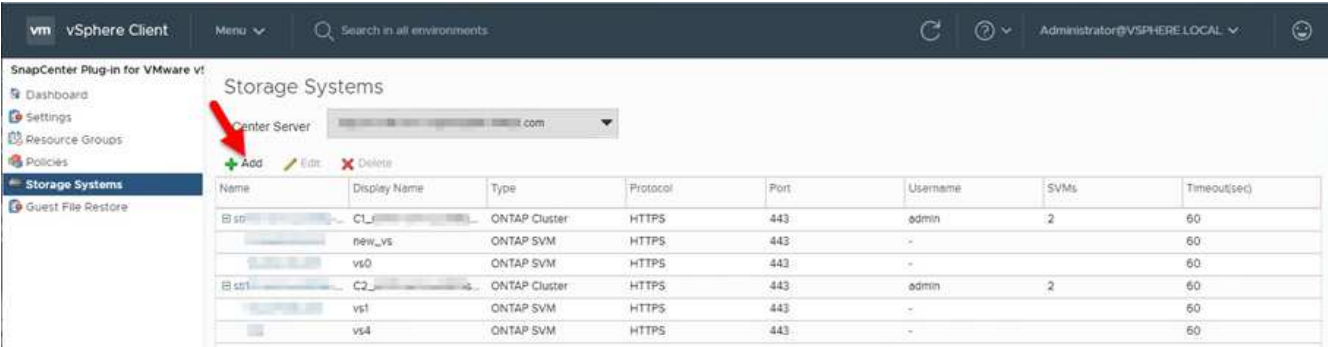 vm vSphere Client Menu Search in all environments Administrator@VSPHERE.LOCAL
SnapCenter Plug-in for VMware
Dashboard
Settings
Resource Groups
Policies
Storage Systems
Guest File Restore
Storage Systems
Center Server com
Add Edit Delete
Name Display Name Type Protocol Port Username SVMs Timeout(sec)
C1_ ONTAP Cluster HTTPS 443 admin 2 60
new_vs ONTAP SVM HTTPS 443 - 60
vs0 ONTAP SVM HTTPS 443 - 60
C2_ ONTAP Cluster HTTPS 443 admin 2 60
vs1 ONTAP SVM HTTPS 443 - 60
vs4 ONTAP SVM HTTPS 443 - 60